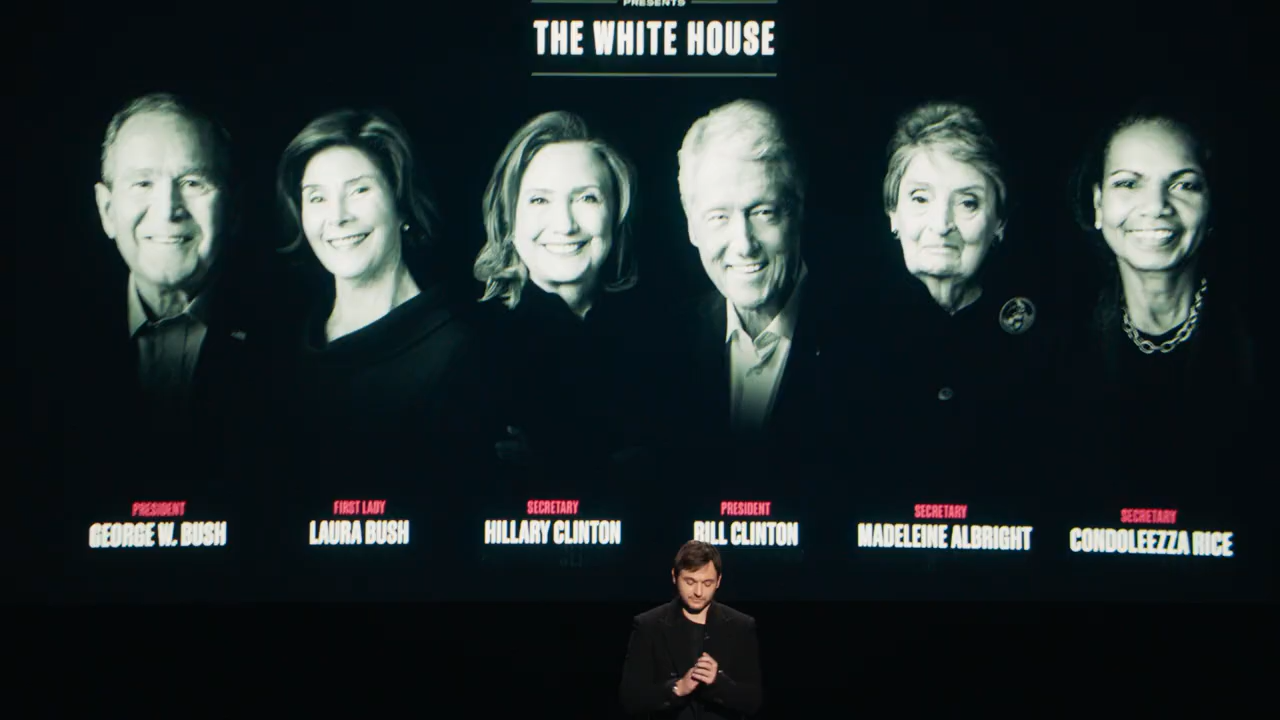 PRESENTS
THE WHITE HOUSE
PRESIDENT
GEORGE W. BUSH
FIRST LADY
LAURA BUSH
SECRETARY
HILLARY CLINTON
PRESIDENT
BILL CLINTON
SECRETARY
MADELEINE ALBRIGHT
SECRETARY
CONDOLEEZZA RICE